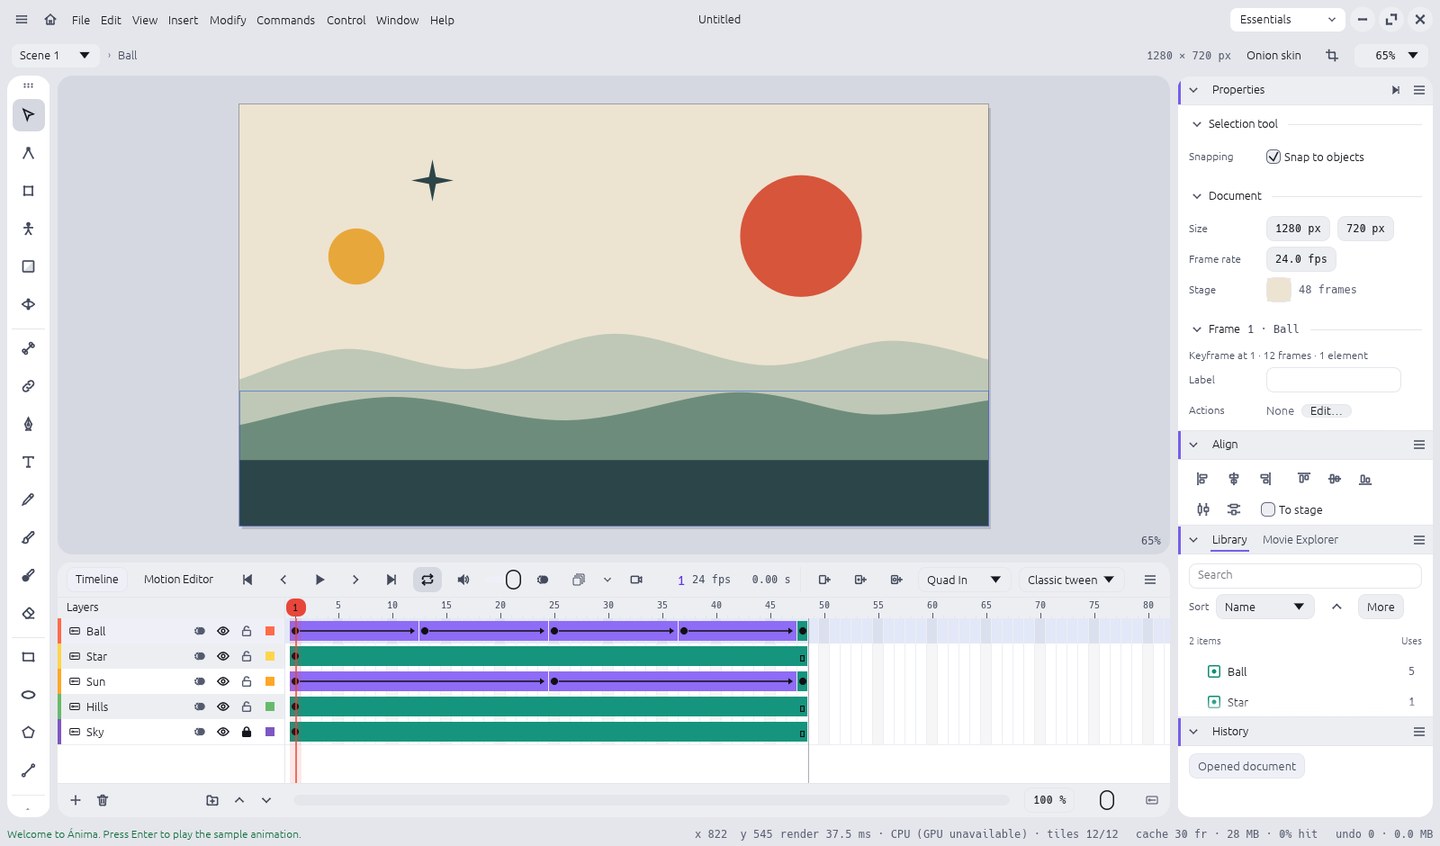 File Edit View Insert Modify Commands Control Window Help
Untitled
Essentials
Scene 1 › Ball
1280 × 720 px Onion skin 65%
Properties
Selection tool
Snapping Snap to objects
Document
Size 1280 px 720 px
Frame rate 24.0 fps
Stage 48 frames
Frame 1 · Ball
Keyframe at 1 · 12 frames · 1 element
Label
Actions None Edit…
Align
To stage
65%
Library Movie Explorer
Search
Sort Name More
2 items Uses
Ball 5
Star 1
History
Opened document
Timeline Motion Editor 1 24 fps 0.00 s Quad In Classic tween
Layers 1 5 10 15 20 25 30 35 40 45 50 55 60 65 70 75 80
Ball
Star
Sun
Hills
Sky
100 %
Welcome to Ánima. Press Enter to play the sample animation.
x 822 y 545 render 37.5 ms · CPU (GPU unavailable) · tiles 12/12 cache 30 fr · 28 MB · 0% hit undo 0 · 0.0 MB